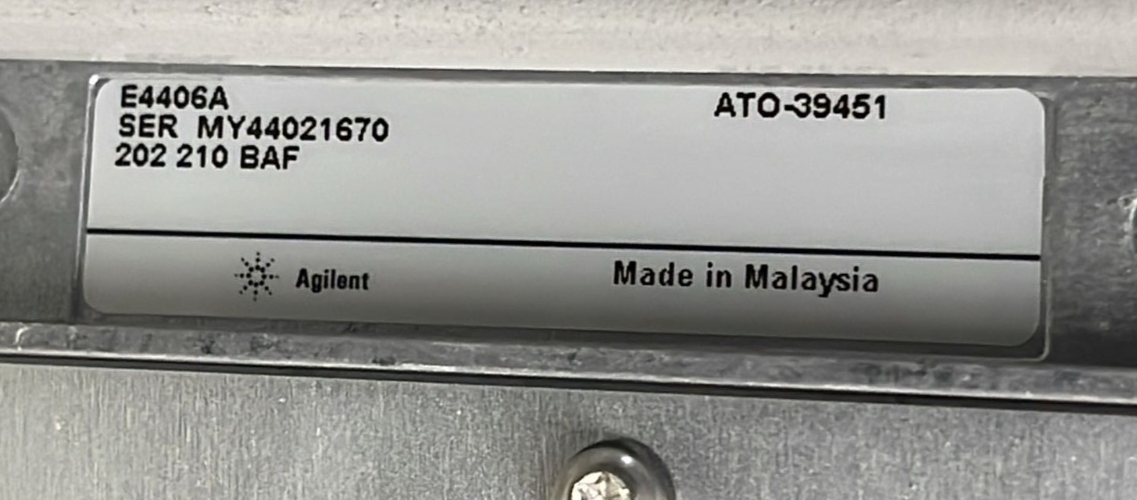 E4406A
ATO-39451
SER MY44021670
202 210 BAF
Agilent
Made in Malaysia